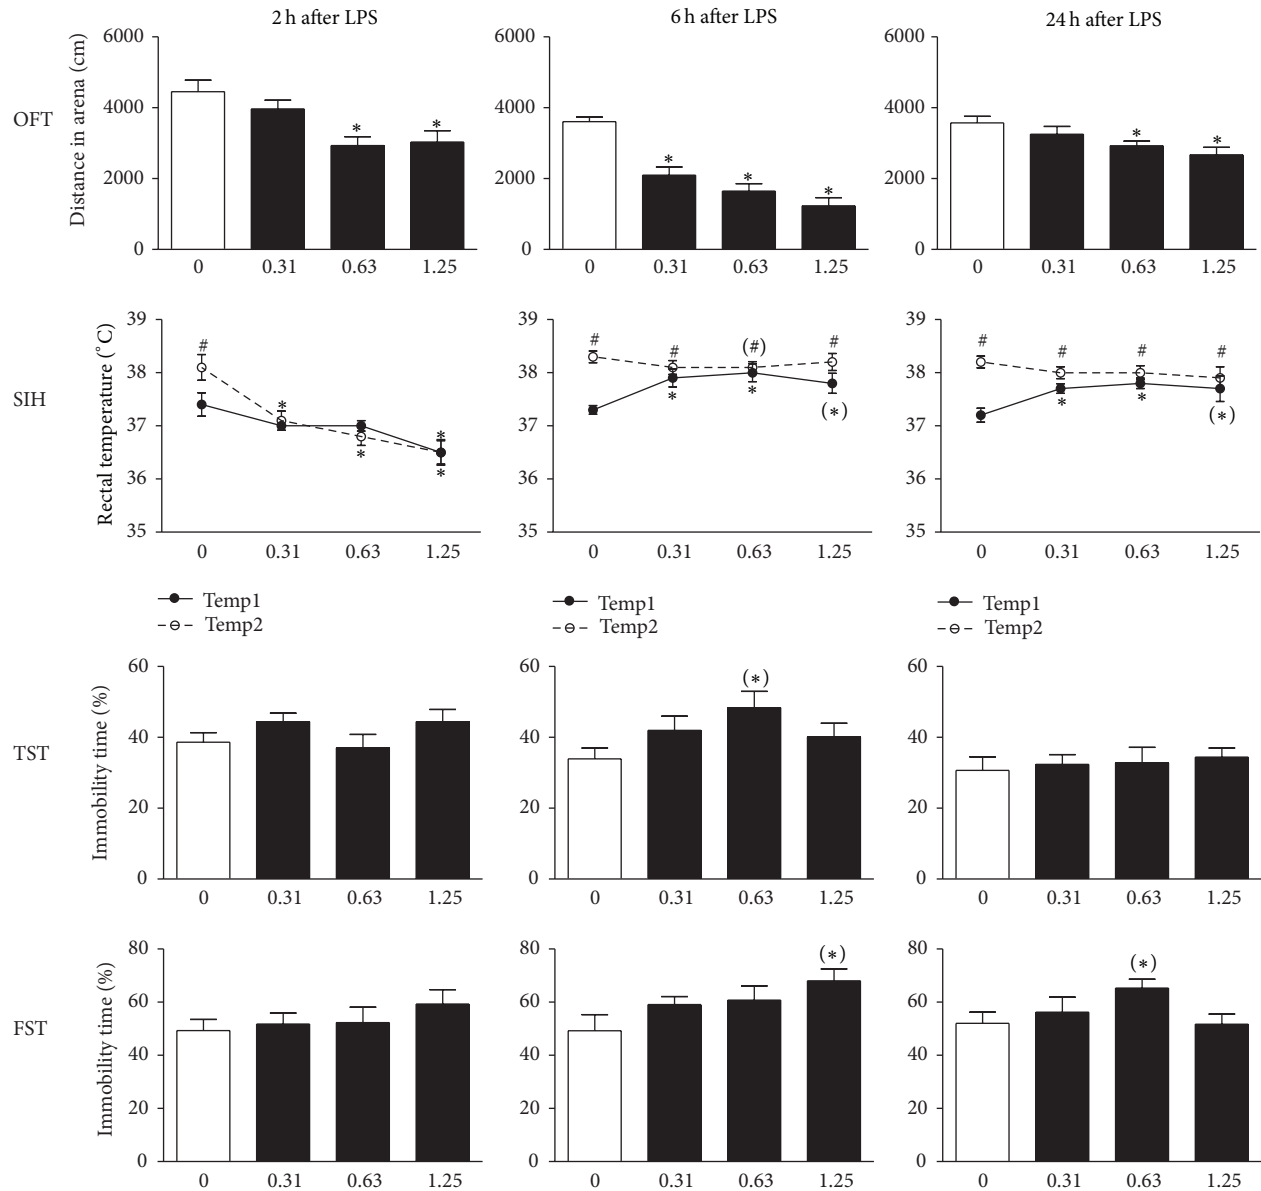 2 h after LPS
6 h after LPS
24 h after LPS
OFT
Distance in arena (cm)
6000
4000
2000
0
* *
0 0.31 0.63 1.25
6000
4000
2000
0
* * *
0 0.31 0.63 1.25
6000
4000
2000
0
* *
0 0.31 0.63 1.25
SIH
Rectal temperature (°C)
39
38
37
36
35
#
* *
* *
0 0.31 0.63 1.25
39
38
37
36
35
# # (#) #
* * (*)
0 0.31 0.63 1.25
39
38
37
36
35
# # # #
* * (*)
0 0.31 0.63 1.25
Temp1
Temp2
Temp1
Temp2
Temp1
Temp2
TST
Immobility time (%)
60
40
20
0
0 0.31 0.63 1.25
60
40
20
0
(*)
0 0.31 0.63 1.25
60
40
20
0
0 0.31 0.63 1.25
FST
Immobility time (%)
80
60
40
20
0
0 0.31 0.63 1.25
80
60
40
20
0
(*)
0 0.31 0.63 1.25
80
60
40
20
0
(*)
0 0.31 0.63 1.25